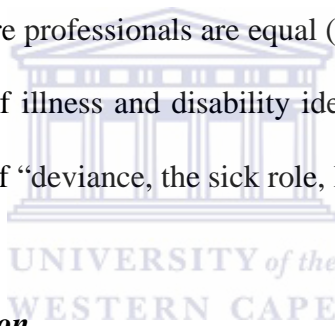 re professionals are equal (
f illness and disability ide
f “deviance, the sick role,
UNIVERSITY of the
WESTERN CAPE
on